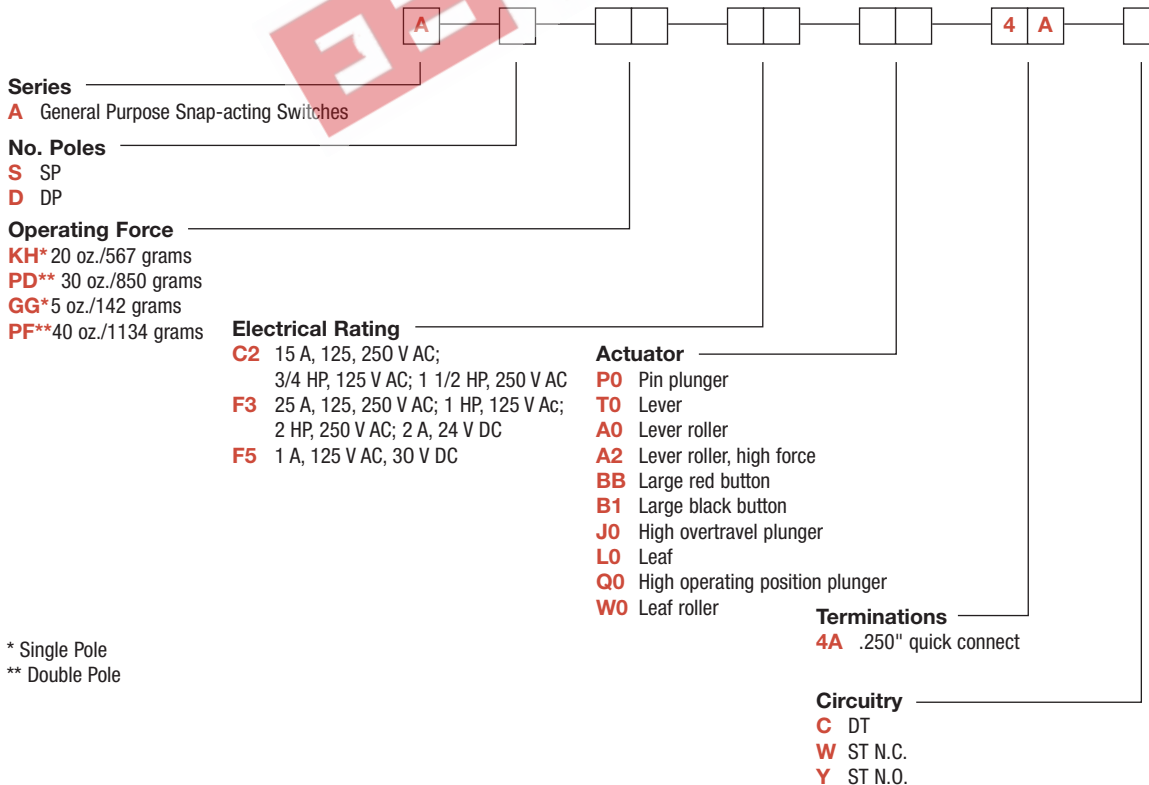 A 4 A
Series
A General Purpose Snap-acting Switches
No. Poles
S SP
D DP
Operating Force
KH* 20 oz./567 grams
PD** 30 oz./850 grams
GG* 5 oz./142 grams
PF** 40 oz./1134 grams
Electrical Rating
C2 15 A, 125, 250 V AC;
3/4 HP, 125 V AC; 1 1/2 HP, 250 V AC
F3 25 A, 125, 250 V AC; 1 HP, 125 V Ac;
2 HP, 250 V AC; 2 A, 24 V DC
F5 1 A, 125 V AC, 30 V DC
Actuator
P0 Pin plunger
T0 Lever
A0 Lever roller
A2 Lever roller, high force
BB Large red button
B1 Large black button
J0 High overtravel plunger
L0 Leaf
Q0 High operating position plunger
W0 Leaf roller
Terminations
4A .250" quick connect
Circuitry
C DT
W ST N.C.
Y ST N.O.
* Single Pole
** Double Pole